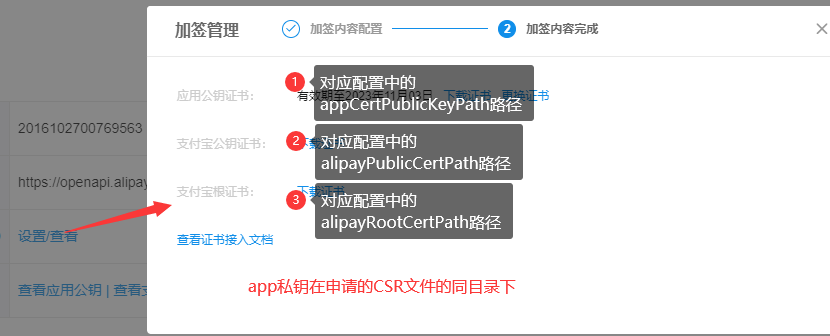 加签管理
加签内容配置
2 加签内容完成
×
1 对应配置中的
appCertPublicKeyPath路径
应用公钥证书: 有效期至2023年11月03日 下载证书 更换证书
2016102700769563
支付宝公钥证书:
2 对应配置中的
alipayPublicCertPath路径
https://openapi.alipay
支付宝根证书: 下载证书
3 对应配置中的
alipayRootCertPath路径
设置/查看
查看证书接入文档
app私钥在申请的CSR文件的同目录下
查看应用公钥 | 查看支